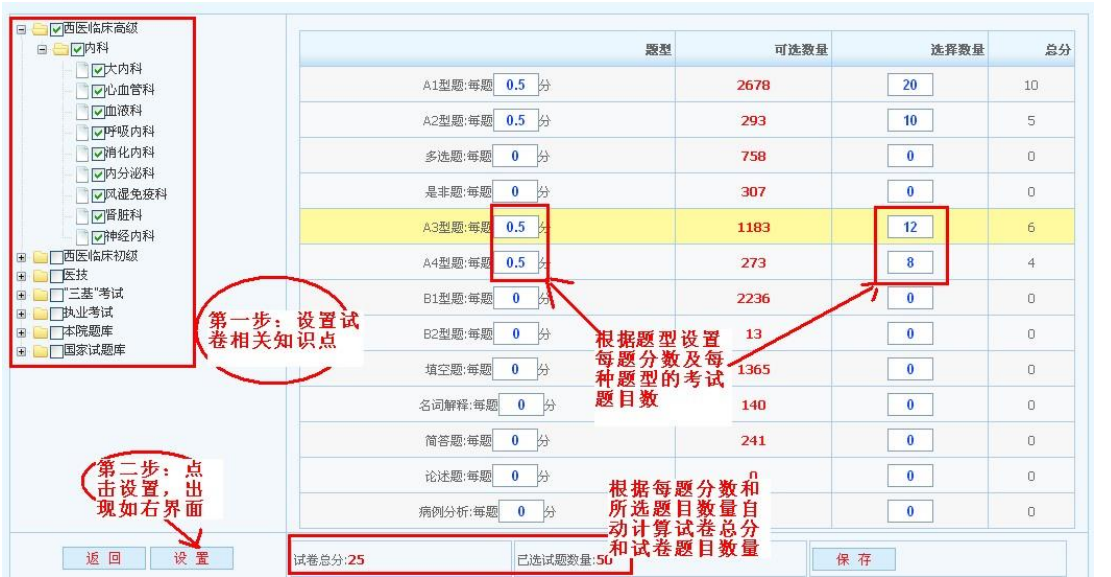 西医临床高级
内科
大内科
心血管科
血液科
呼吸内科
消化内科
内分泌科
风湿免疫科
肾脏科
神经内科
西医临床初级
医技
"三基"考试
执业考试
本院题库
国家试题库
第一步：设置试
卷相关知识点
第二步：点
击设置，出
现如右界面
返 回 设 置
题型 可选数量 选择数量 总分
A1型题:每题 0.5 分 2678 20 10
A2型题:每题 0.5 分 293 10 5
多选题:每题 0 分 758 0 0
是非题:每题 0 分 307 0 0
A3型题:每题 0.5 分 1183 12 6
A4型题:每题 0.5 分 273 8 4
B1型题:每题 0 分 2236 0 0
B2型题:每题 0 分 13 0 0
填空题:每题 0 分 1365 0 0
名词解释:每题 0 分 140 0 0
简答题:每题 0 分 241 0 0
论述题:每题 0 分 0 0
病例分析:每题 0 分 0 0
根据题型设置
每题分数及每
种题型的考试
题目数
根据每题分数和
所选题目数量自
动计算试卷总分
和试卷题目数量
试卷总分:25 已选试题数量:50 保 存